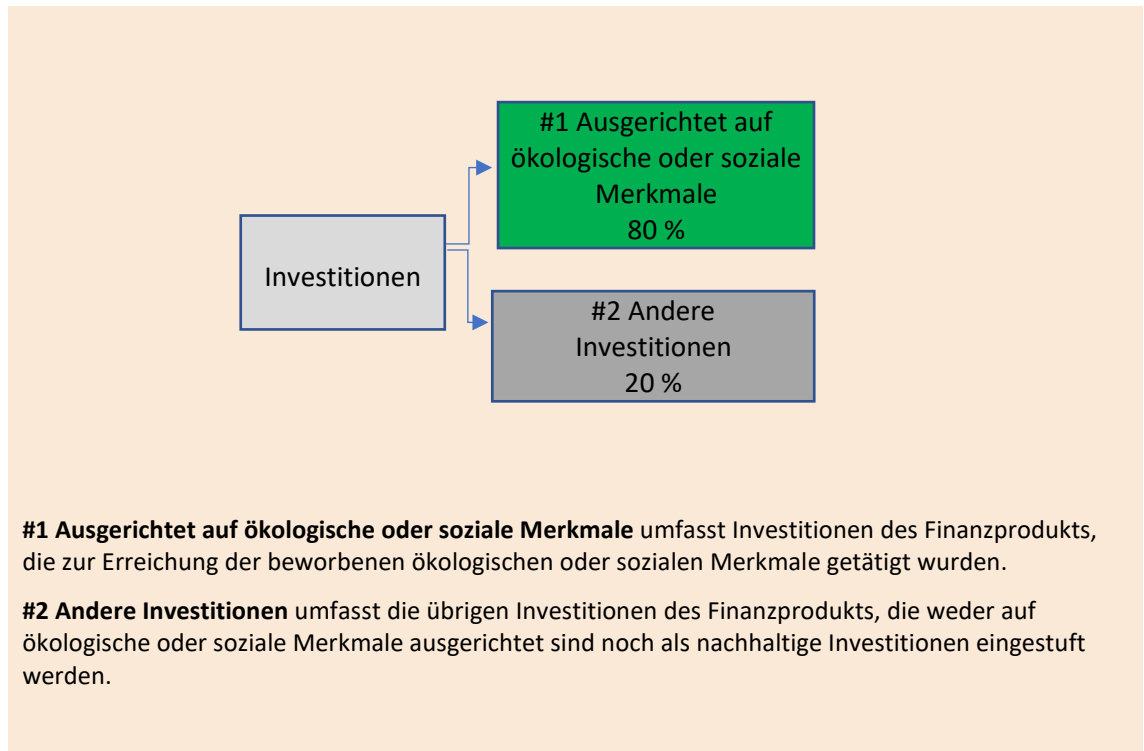 #1 Ausgerichtet auf
ökologische oder soziale
Merkmale
80 %
Investitionen
#2 Andere
Investitionen
20 %
#1 Ausgerichtet auf ökologische oder soziale Merkmale umfasst Investitionen des Finanzprodukts,
die zur Erreichung der beworbenen ökologischen oder sozialen Merkmale getätigt wurden.
#2 Andere Investitionen umfasst die übrigen Investitionen des Finanzprodukts, die weder auf
ökologische oder soziale Merkmale ausgerichtet sind noch als nachhaltige Investitionen eingestuft
werden.